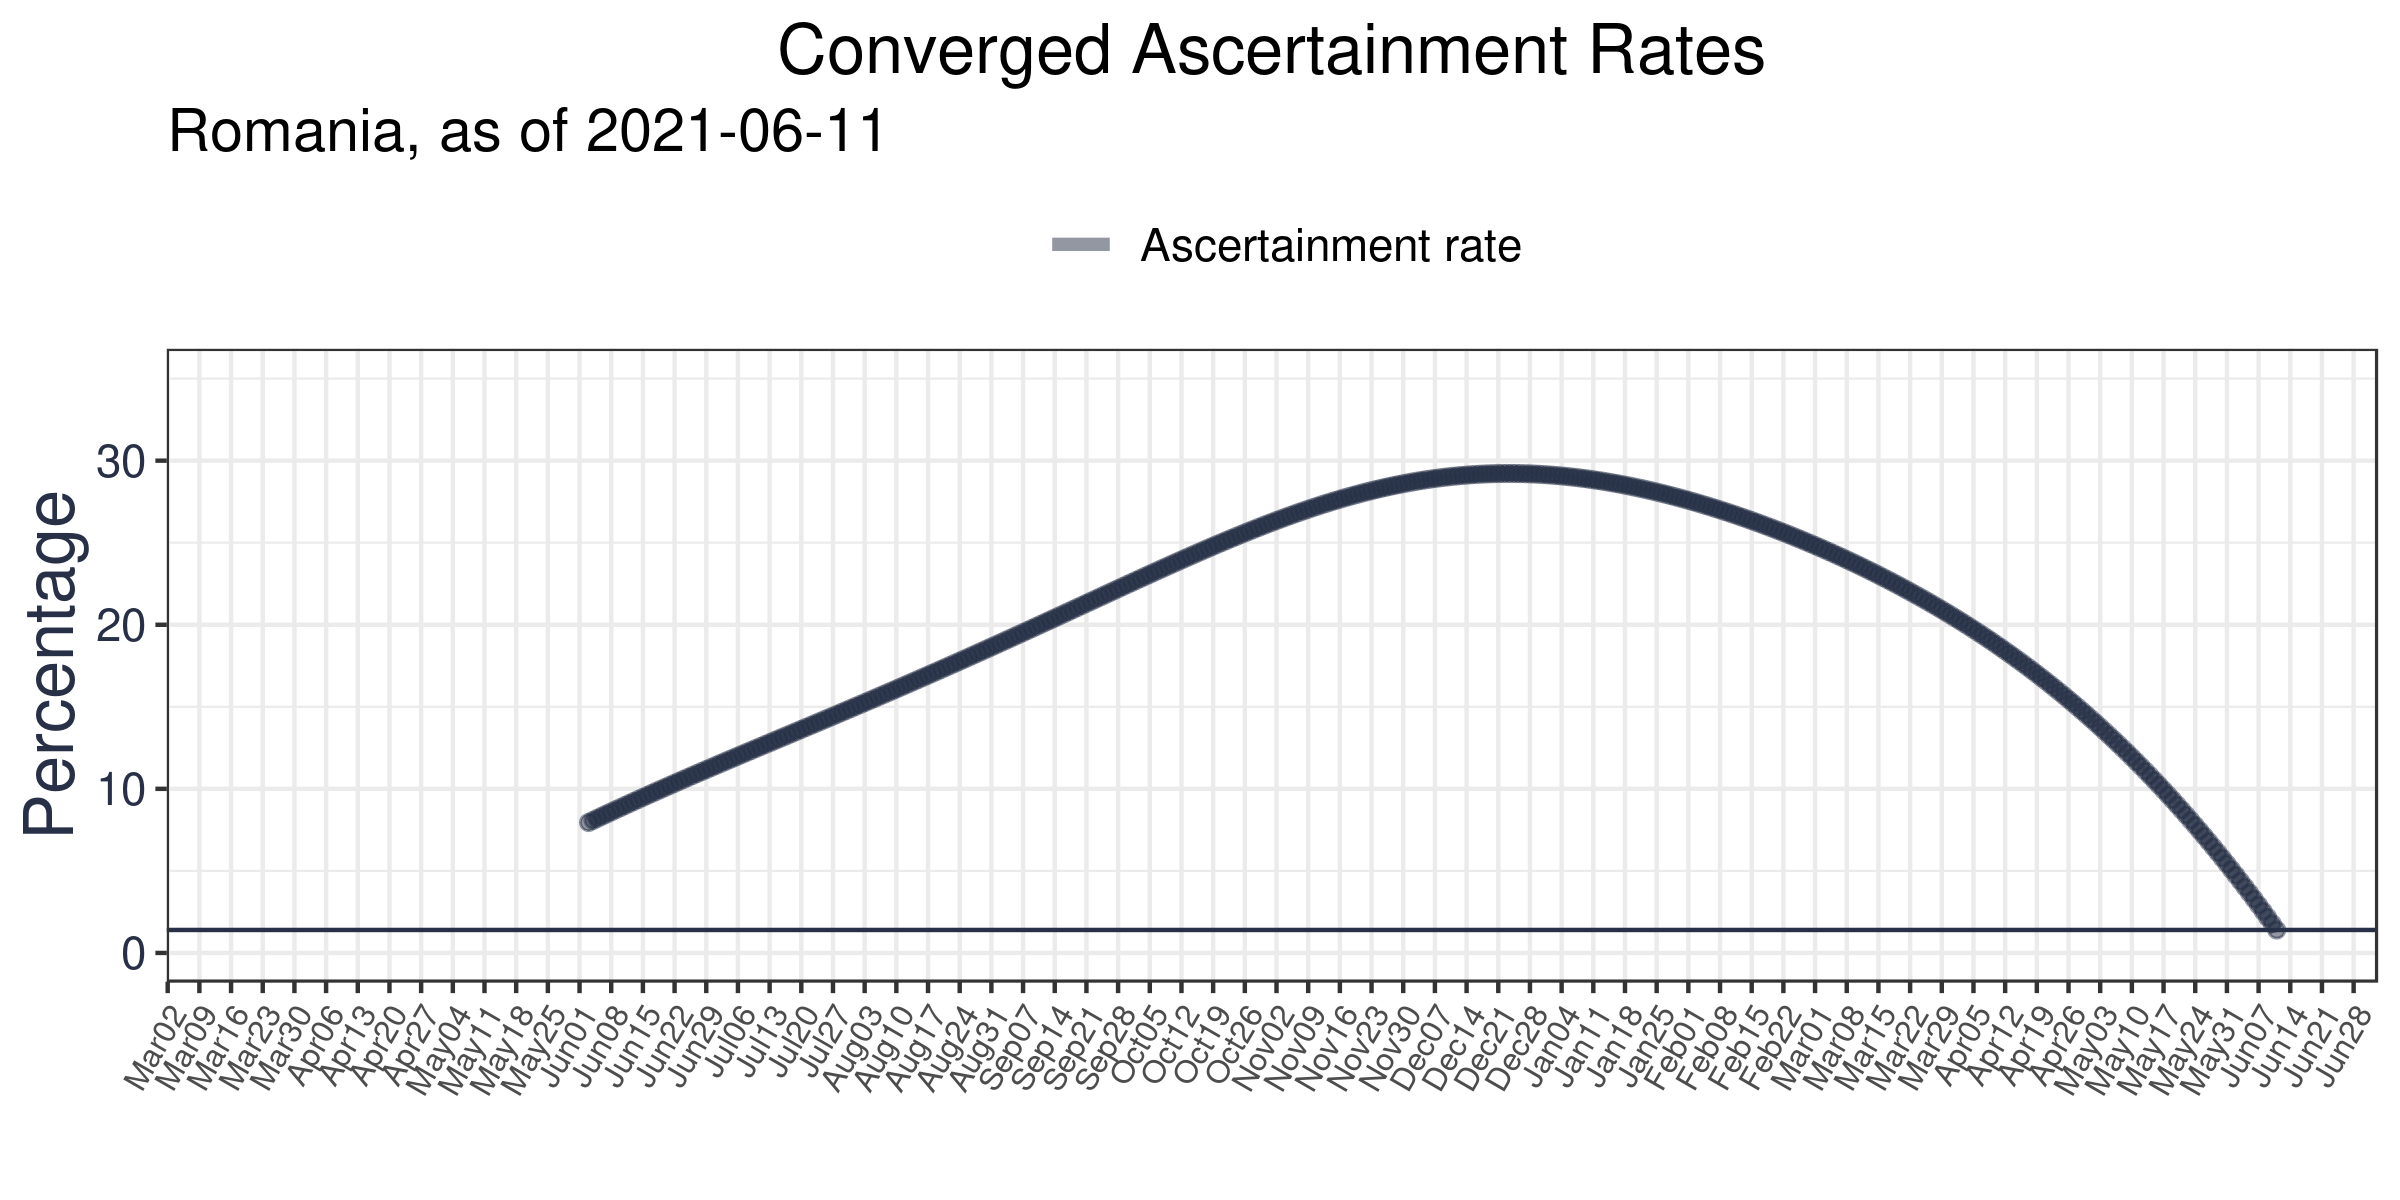 Converged Ascertainment Rates
Romania, as of 2021-06-11
Ascertainment rate
Percentage
30
20
10
0
Mar02
Mar09
Mar16
Mar23
Mar30
Apr06
Apr13
Apr20
Apr27
May04
May11
May18
May25
Jun01
Jun08
Jun15
Jun22
Jun29
Jul06
Jul13
Jul20
Jul27
Aug03
Aug10
Aug17
Aug24
Aug31
Sep07
Sep14
Sep21
Sep28
Oct05
Oct12
Oct19
Oct26
Nov02
Nov09
Nov16
Nov23
Nov30
Dec07
Dec14
Dec21
Dec28
Jan04
Jan11
Jan18
Jan25
Feb01
Feb08
Feb15
Feb22
Mar01
Mar08
Mar15
Mar22
Mar29
Apr05
Apr12
Apr19
Apr26
May03
May10
May17
May24
May31
Jun07
Jun14
Jun21
Jun28